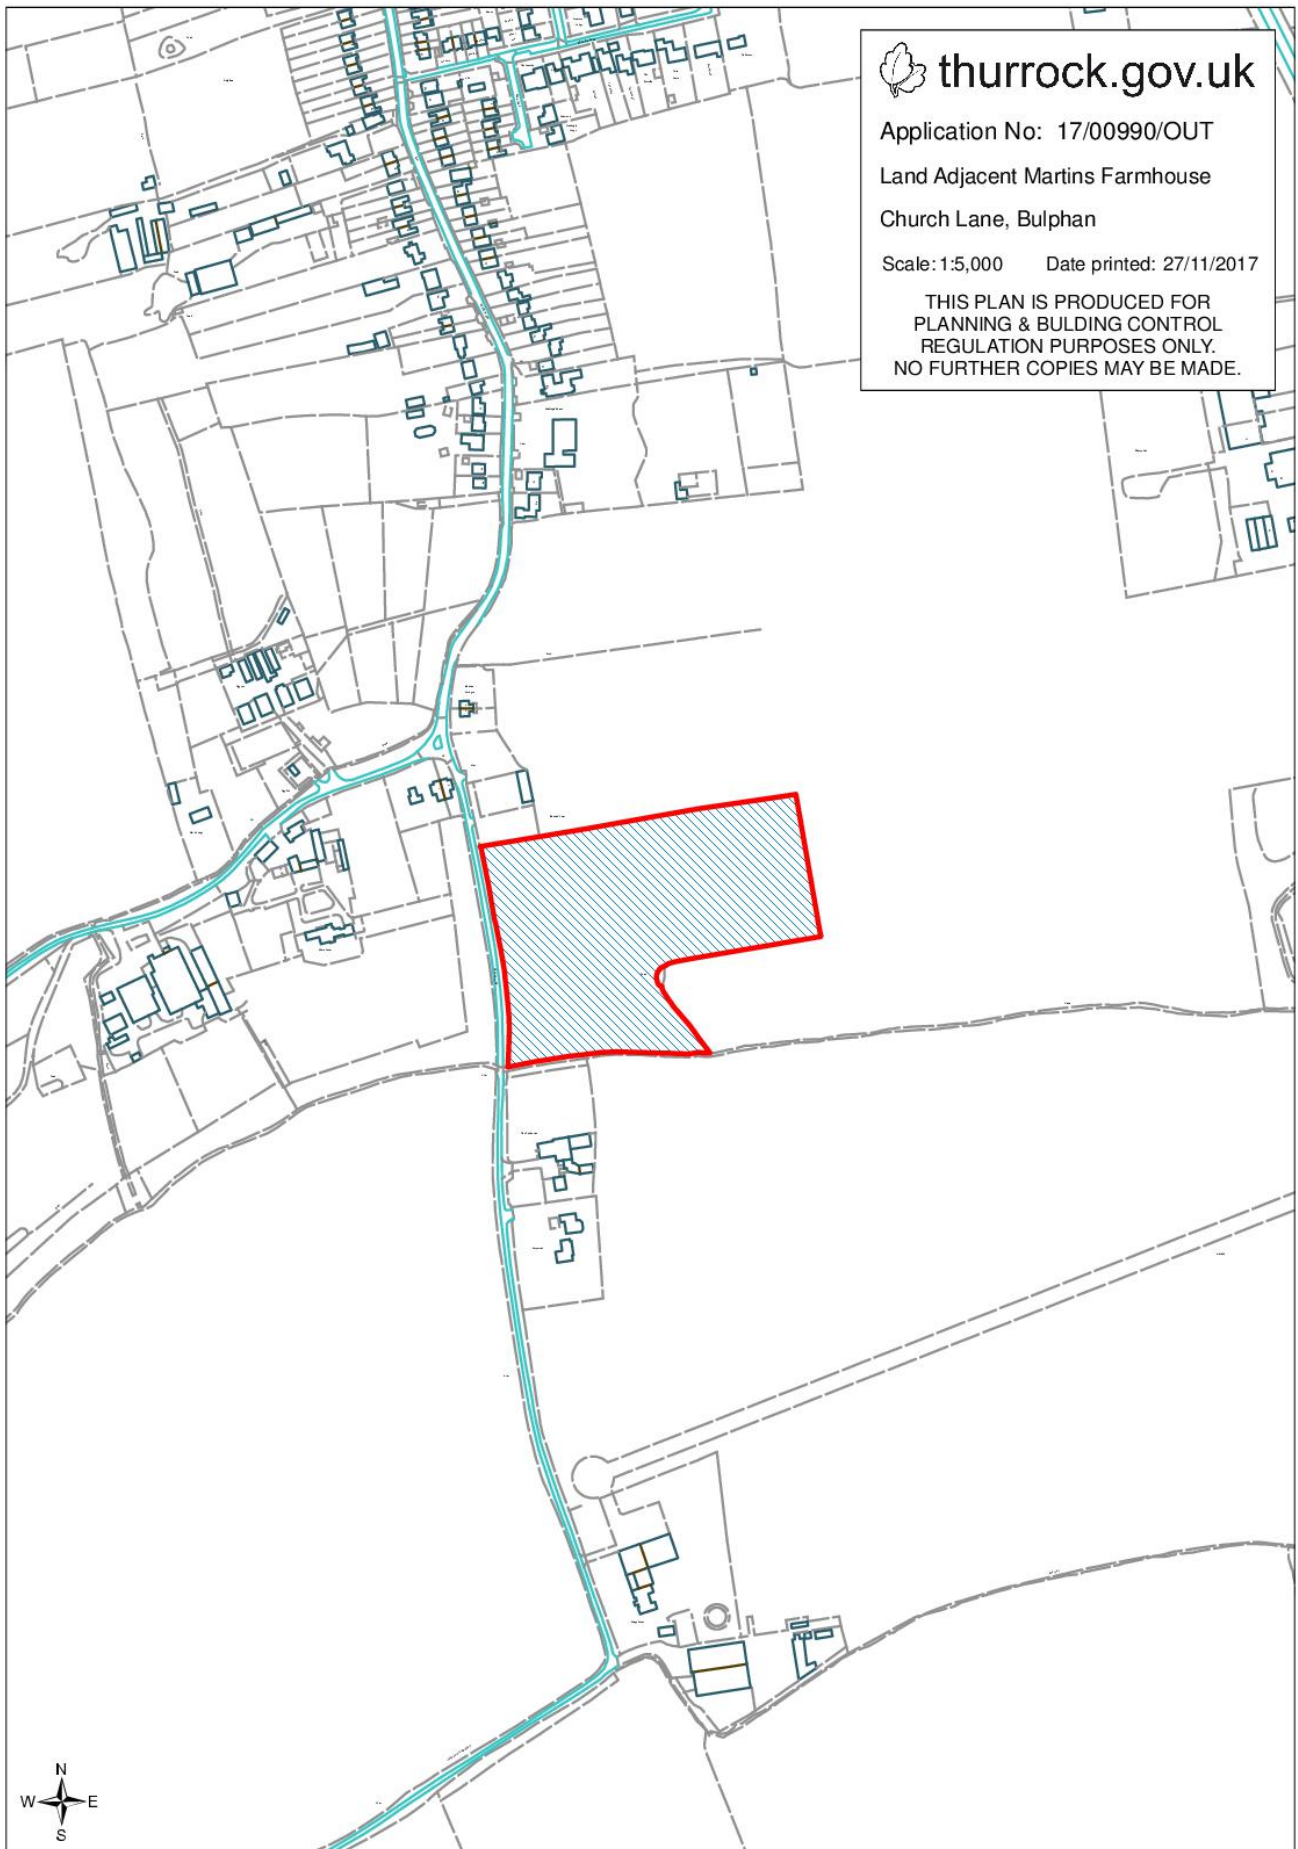 thurrock.gov.uk
Application No: 17/00990/OUT
Land Adjacent Martins Farmhouse
Church Lane, Bulphan
Scale: 1:5,000 Date printed: 27/11/2017
THIS PLAN IS PRODUCED FOR
PLANNING & BULDING CONTROL
REGULATION PURPOSES ONLY.
NO FURTHER COPIES MAY BE MADE.
N
W E
S